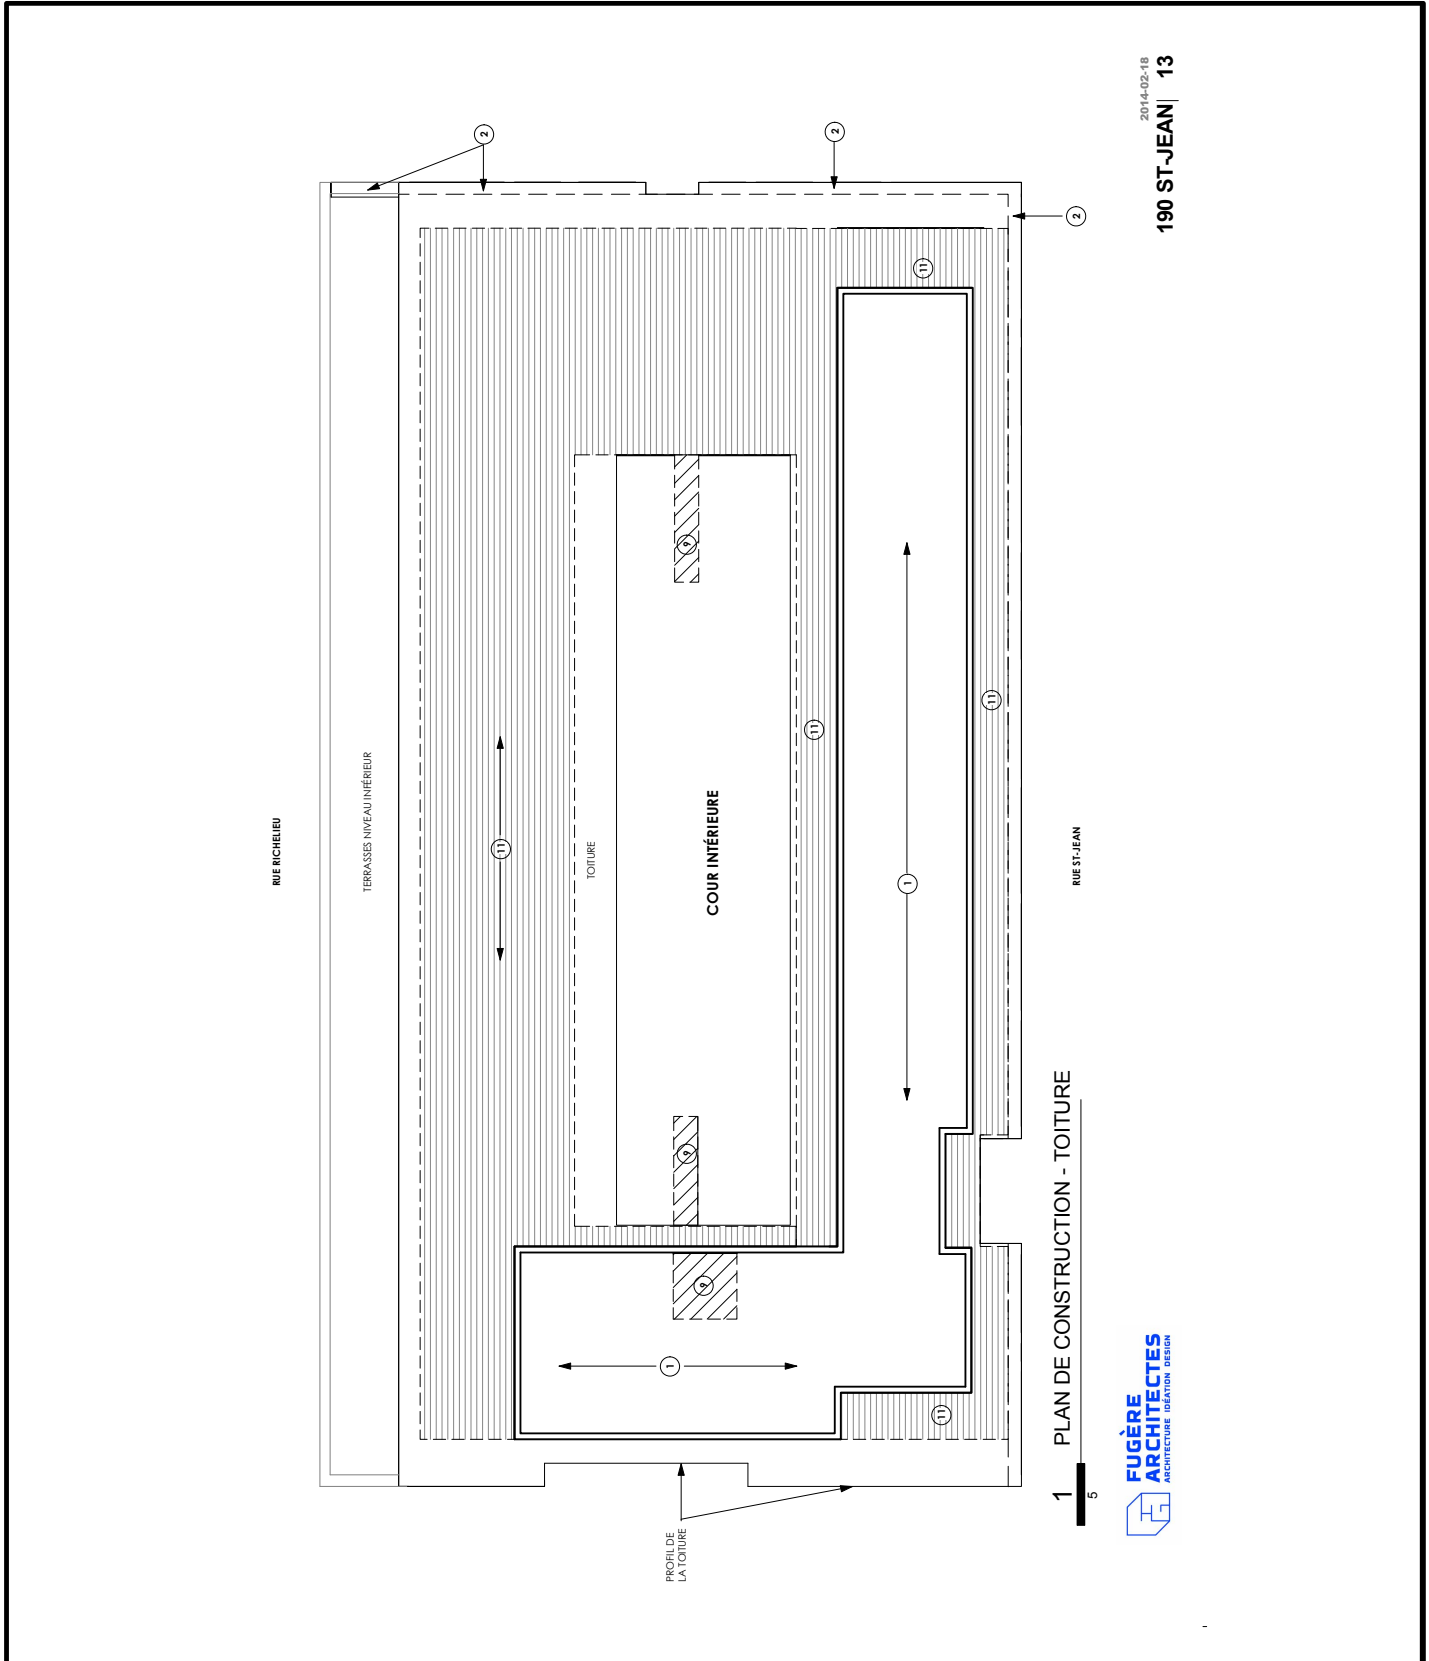 RUE RICHELIEU
TERRASSES NIVEAU INFÉRIEUR
2
11
TOITURE
PROFIL DE
LA TOITURE
1
9
9
9
COUR INTÉRIEURE
11
2
1
11
11
11
2
RUE ST-JEAN
1
5
PLAN DE CONSTRUCTION - TOITURE
FUGÈRE
ARCHITECTES
ARCHITECTURE IDÉATION DESIGN
2014-02-18
190 ST-JEAN| 13